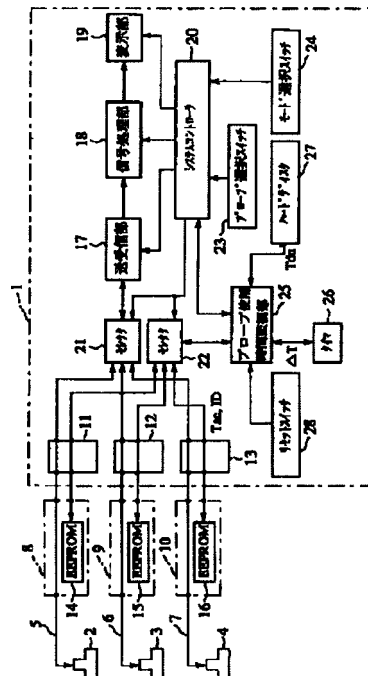 1
19
表示部
18
信号処理部
17
送受信部
20
システムコントローラ
24
モード選択スイッチ
23
プローブ選択スイッチ
27
ハードディスク
Tdn
25
プローブ使用
時間監視部
26
タイマ
ΔT
28
リセットスイッチ
21
セレクタ
22
セレクタ
11
12
13
Tac, ID
8
EEPROM
14
9
EEPROM
15
10
EEPROM
16
5
2
6
3
7
4